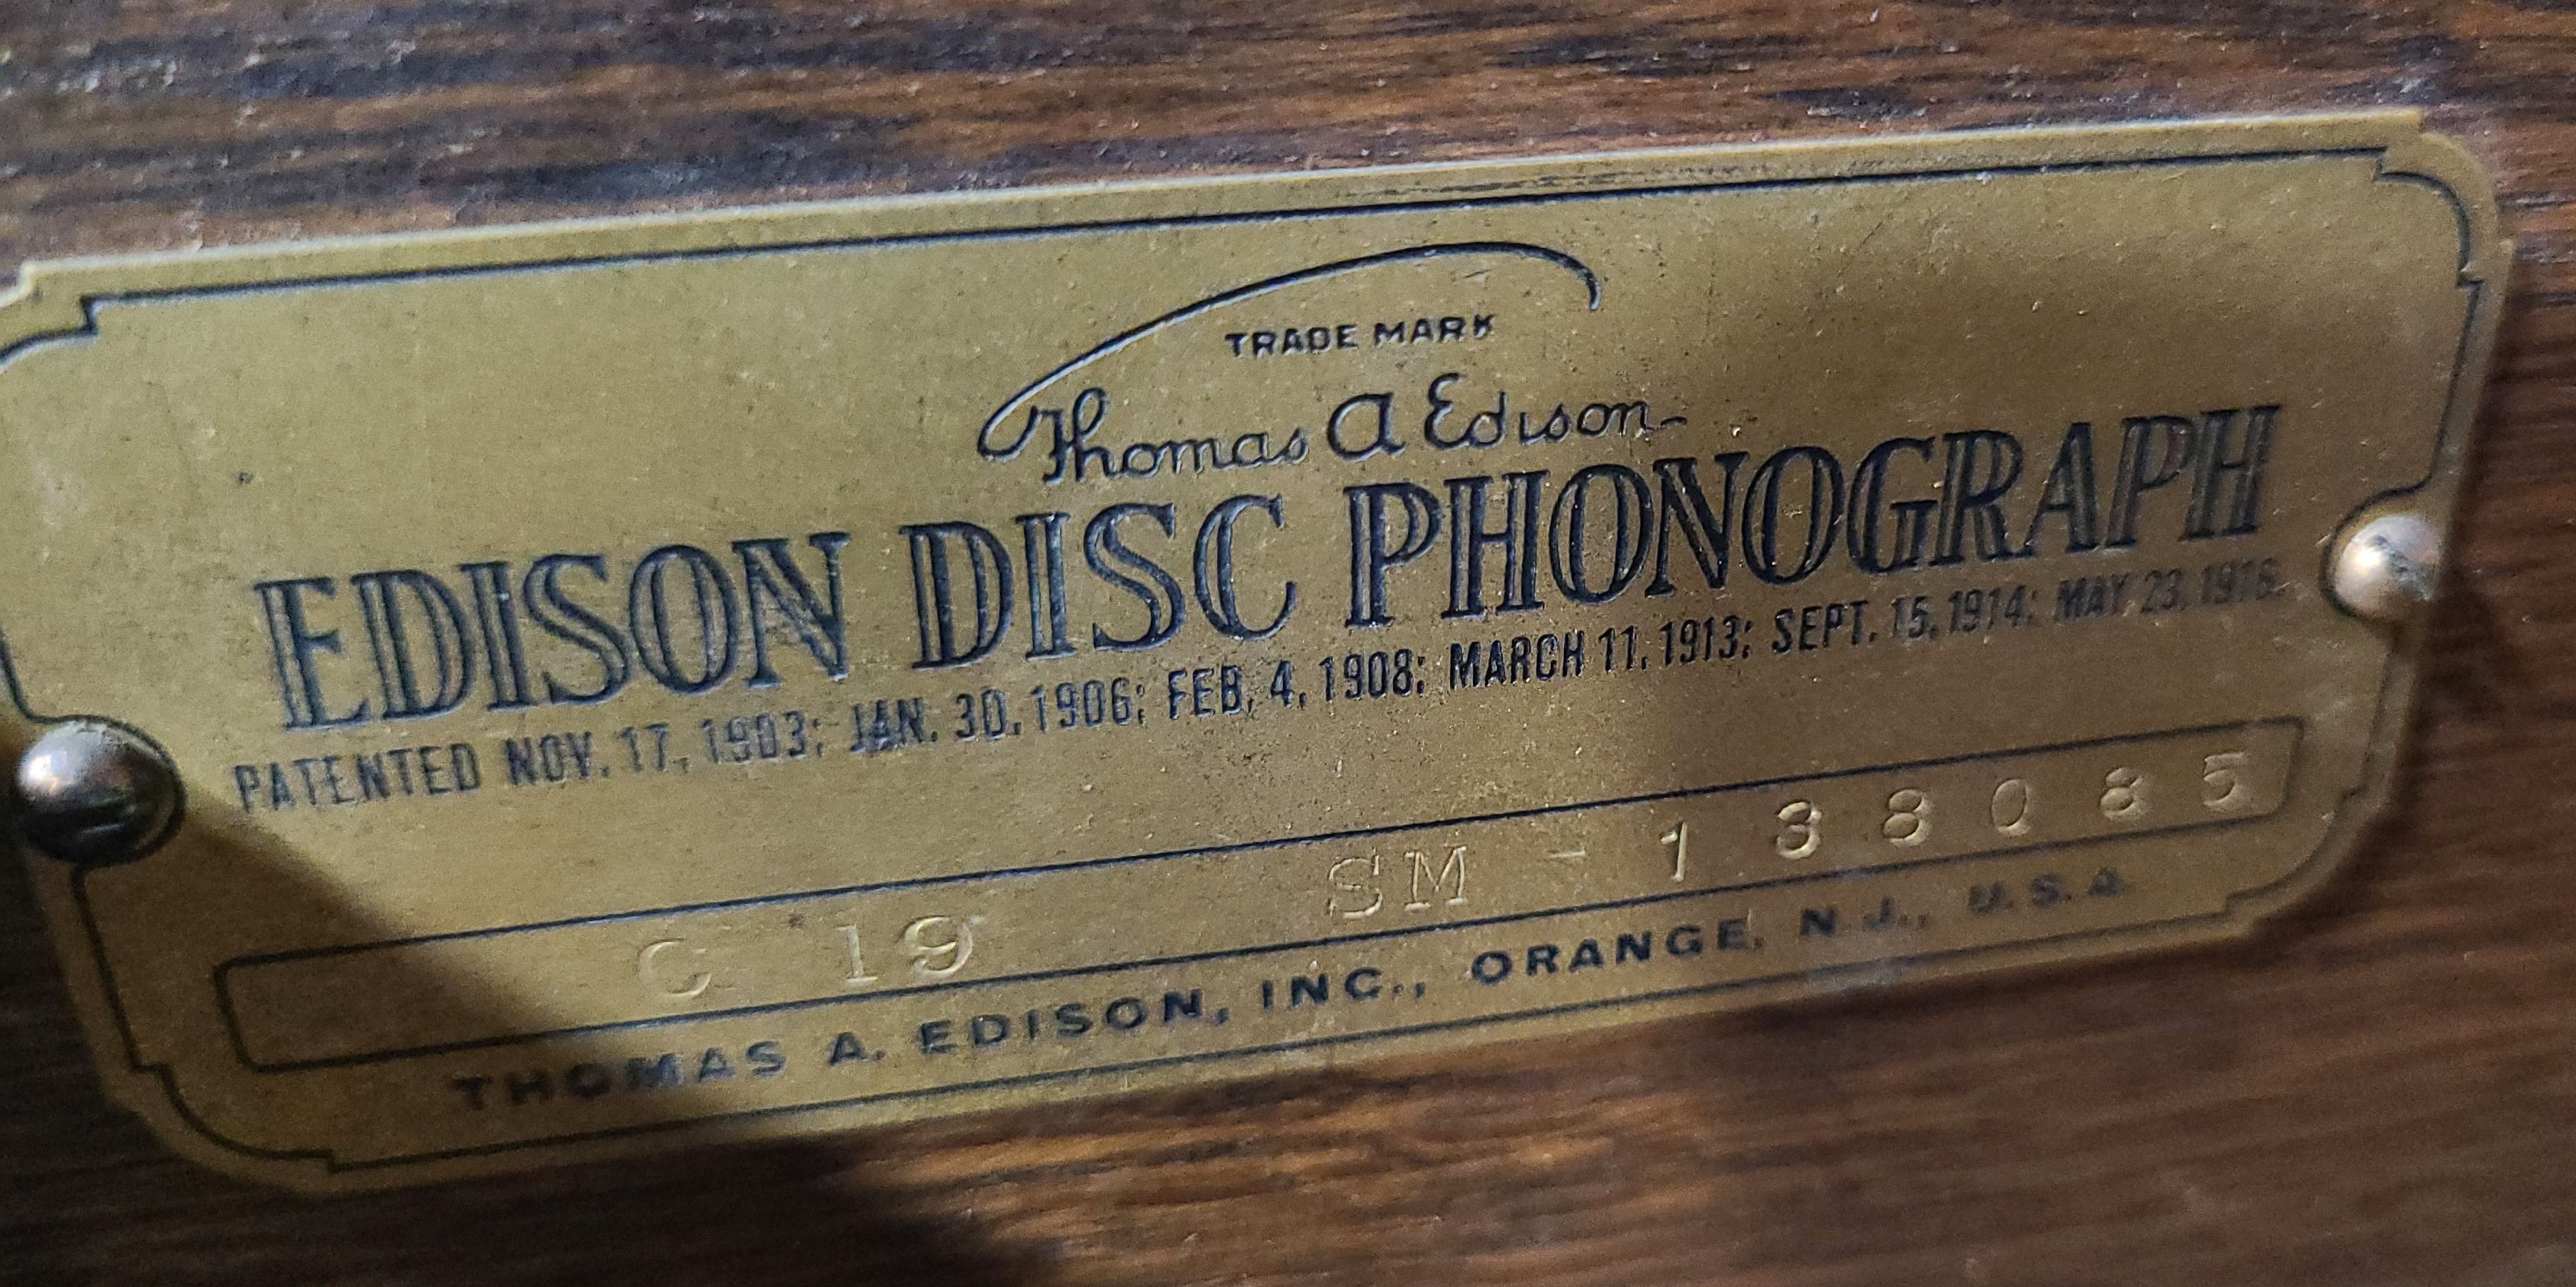 TRADE MARK
Thomas A Edison
EDISON DISC PHONOGRAPH
PATENTED NOV. 17, 1903; JAN. 30, 1906; FEB. 4, 1908; MARCH 11, 1913; SEPT. 15, 1914; MAY 23, 1916.
C 19 SM - 138085
THOMAS A. EDISON, INC., ORANGE, N. J., U.S.A.